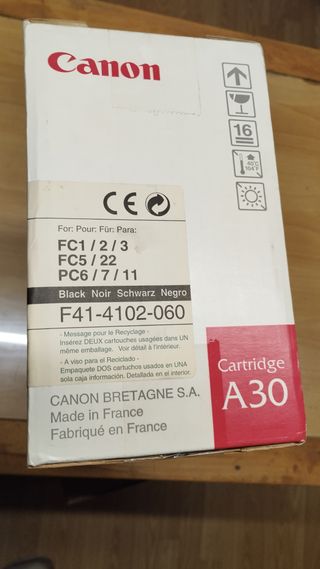 Canon
16
40°C
104°F
CE
For: Pour: Für: Para:
FC1 / 2 / 3
FC5 / 22
PC6 / 7 / 11
Black Noir Schwarz Negro
F41-4102-060
- Message pour le Recyclage -
Insérez DEUX cartouches usagées dans un
même emballage. Voir détail à l'intérieur.
- A viso para el Reciclado -
Empaquete DOS cartuchos usados en UNA
sola caja información. Detallada en el interior.
CANON BRETAGNE S.A.
Made in France
Fabriqué en France
Cartridge
A30